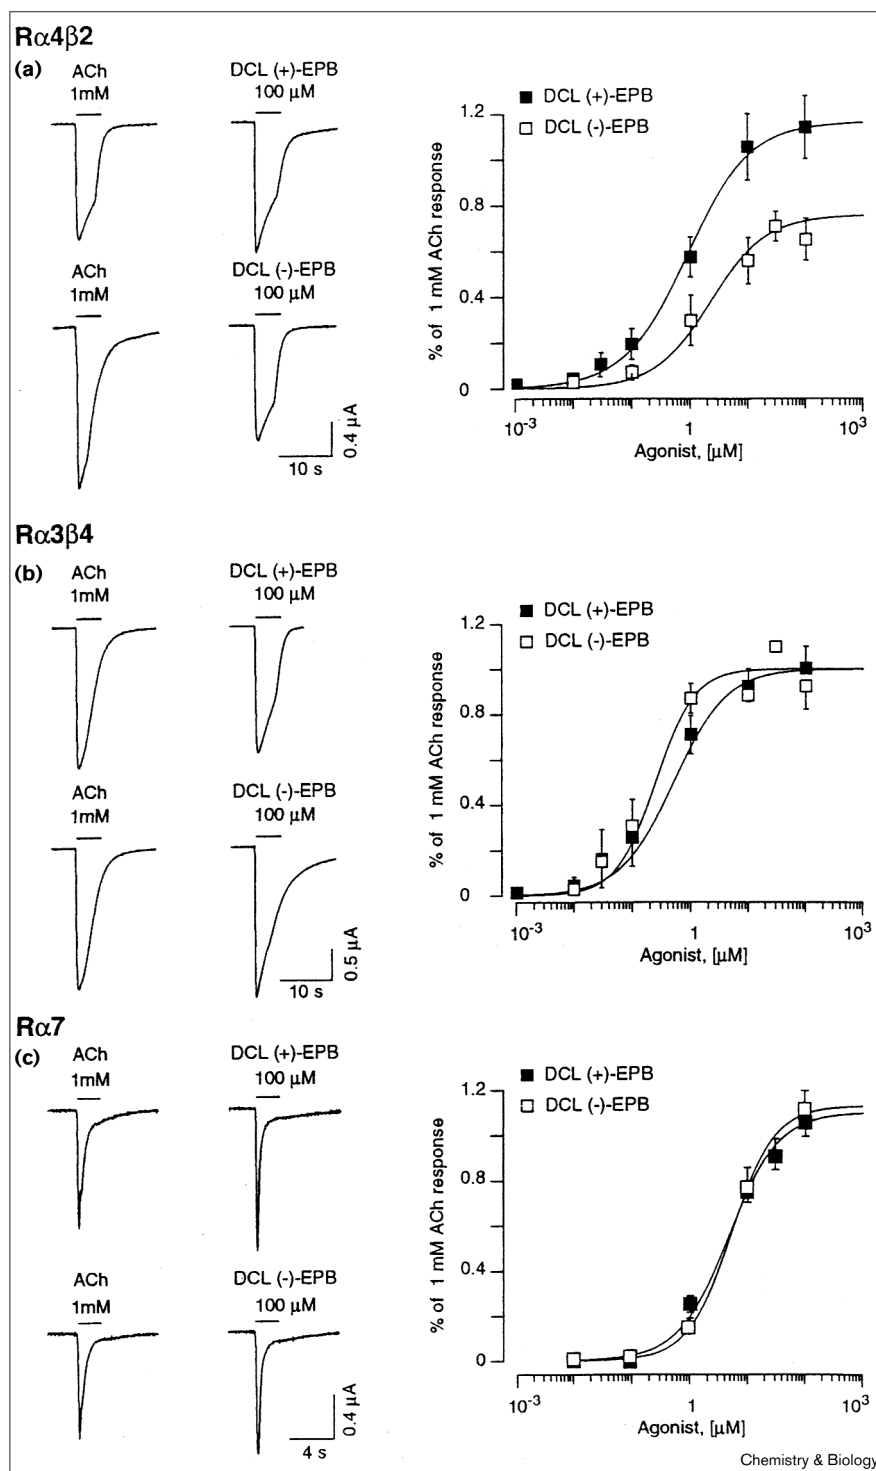 Rα4β2
(a)
ACh
1mM
DCL (+)-EPB
100 μM
ACh
1mM
DCL (-)-EPB
100 μM
0.4 μA
10 s
DCL (+)-EPB
DCL (-)-EPB
% of 1 mM ACh response
1.2
0.8
0.4
0
10-3
1
103
Agonist, [μM]
Rα3β4
(b)
ACh
1mM
DCL (+)-EPB
100 μM
ACh
1mM
DCL (-)-EPB
100 μM
0.5 μA
10 s
DCL (+)-EPB
DCL (-)-EPB
% of 1 mM ACh response
1.2
0.8
0.4
0
10-3
1
103
Agonist, [μM]
Rα7
(c)
ACh
1mM
DCL (+)-EPB
100 μM
ACh
1mM
DCL (-)-EPB
100 μM
0.4 μA
4 s
DCL (+)-EPB
DCL (-)-EPB
% of 1 mM ACh response
1.2
0.8
0.4
0
10-3
1
103
Agonist, [μM]
Chemistry & Biology